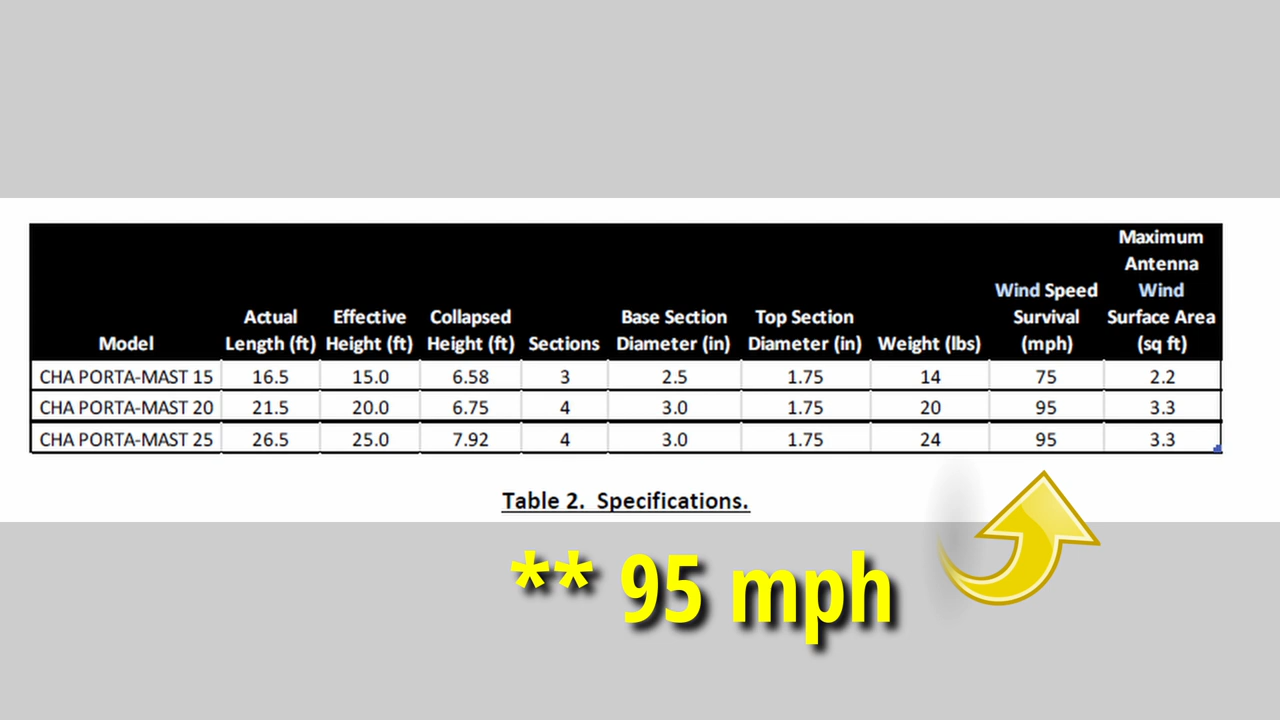 Model Actual Length (ft) Effective Height (ft) Collapsed Height (ft) Sections Base Section Diameter (in) Top Section Diameter (in) Weight (lbs) Wind Speed Survival (mph) Maximum Antenna Wind Surface Area (sq ft)
CHA PORTA-MAST 15 16.5 15.0 6.58 3 2.5 1.75 14 75 2.2
CHA PORTA-MAST 20 21.5 20.0 6.75 4 3.0 1.75 20 95 3.3
CHA PORTA-MAST 25 26.5 25.0 7.92 4 3.0 1.75 24 95 3.3
Table 2. Specifications.
** 95 mph